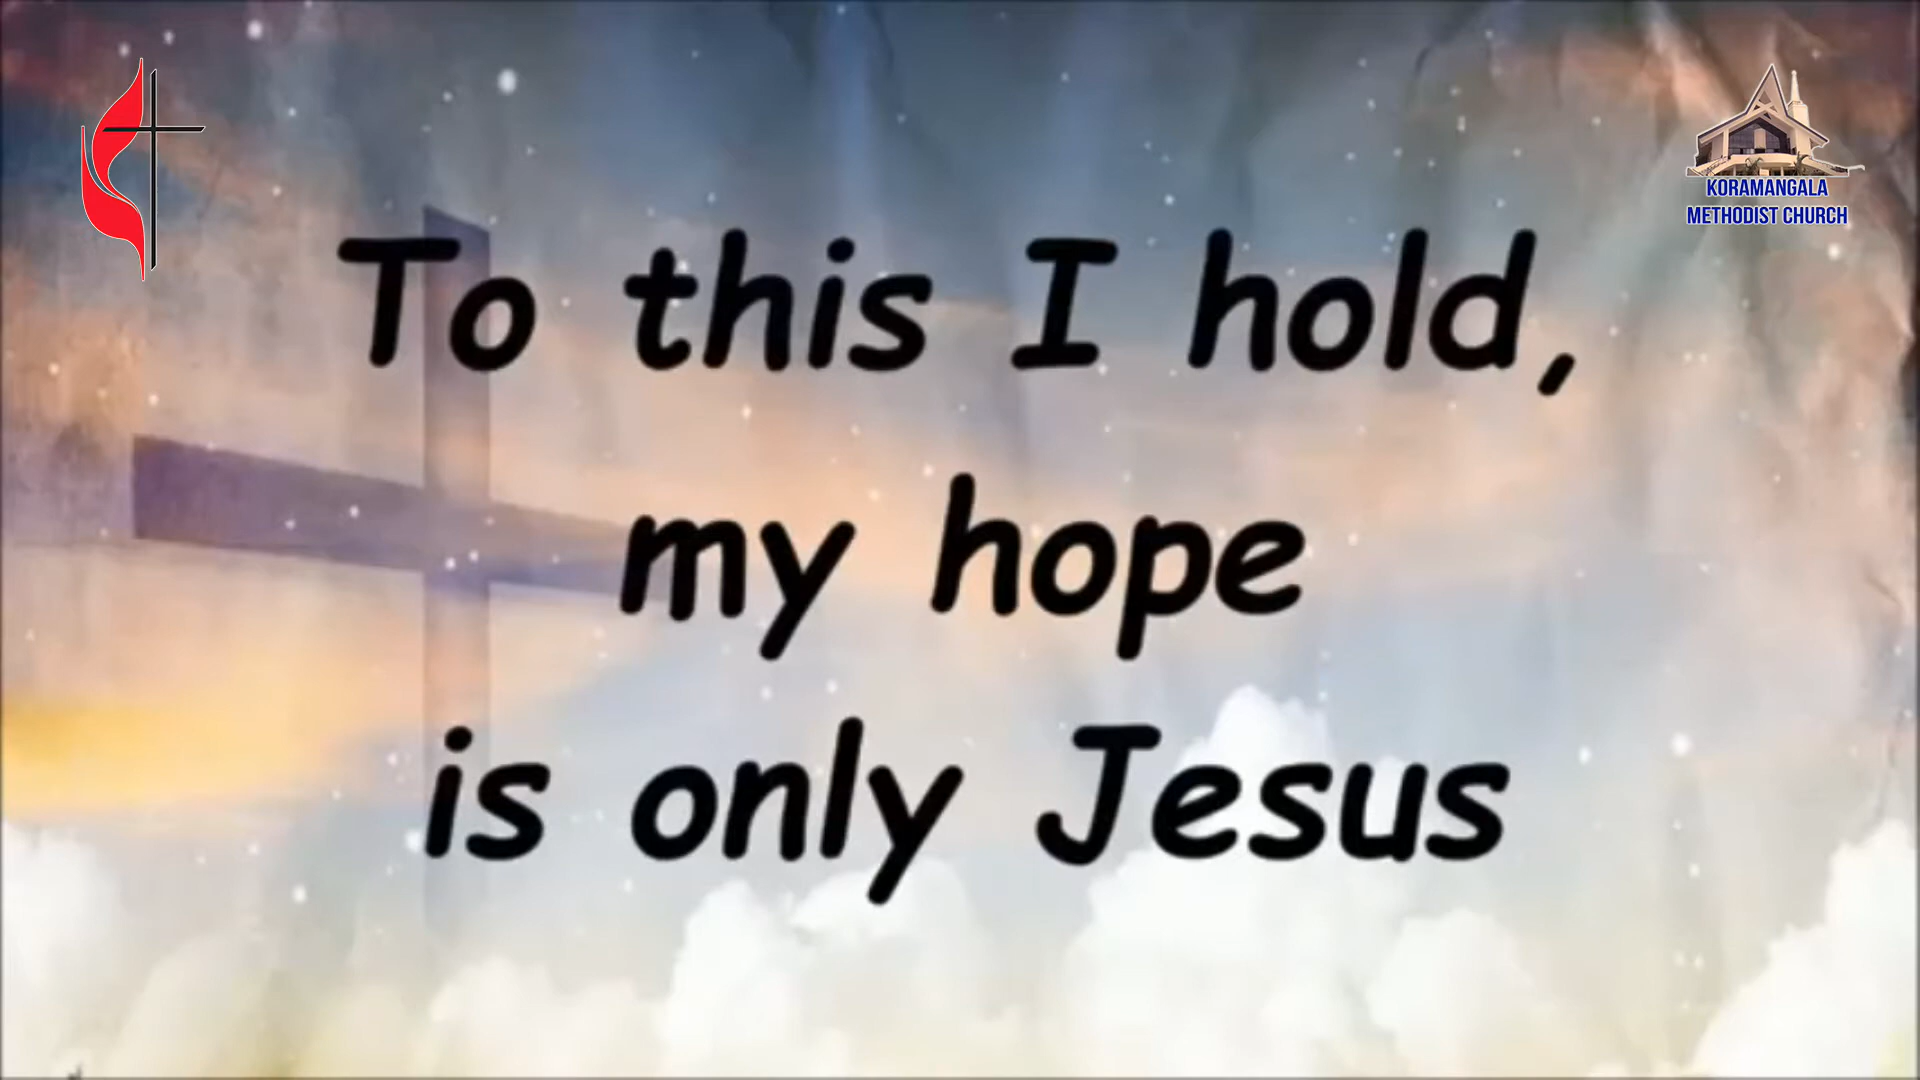 KORAMANGALA
METHODIST CHURCH
To this I hold,
my hope
is only Jesus